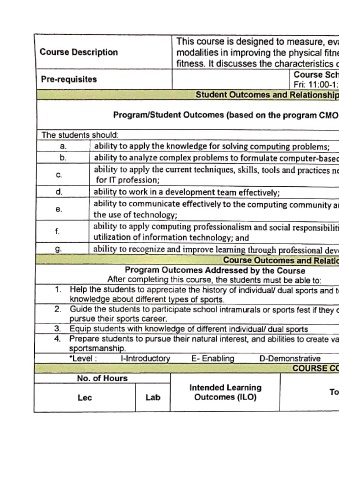 This course is designed to measure, eva
Course Description modalities in improving the physical fitne
fitness. It discusses the characteristics o
Pre-requisites Course Sch
Fri: 11:00-1:
Student Outcomes and Relationship
Program/Student Outcomes (based on the program CMO
The students should:
a. ability to apply the knowledge for solving computing problems;
b. ability to analyze complex problems to formulate computer-based
c. ability to apply the current techniques, skills, tools and practices ne
for IT profession;
d. ability to work in a development team effectively;
e. ability to communicate effectively to the computing community an
the use of technology;
f. ability to apply computing professionalism and social responsibiliti
utilization of information technology; and
g. ability to recognize and improve learning through professional deve
Course Outcomes and Relatio
Program Outcomes Addressed by the Course
After completing this course, the students must be able to:
1. Help the students to appreciate the history of individual/ dual sports and t
knowledge about different types of sports.
2. Guide the students to participate school intramurals or sports fest if they d
pursue their sports career.
3. Equip students with knowledge of different individual/ dual sports
4. Prepare students to pursue their natural interest, and abilities to create va
sportsmanship.
*Level : I-Introductory E- Enabling D-Demonstrative
COURSE CO
No. of Hours
Lec Lab Intended Learning
Outcomes (ILO) To